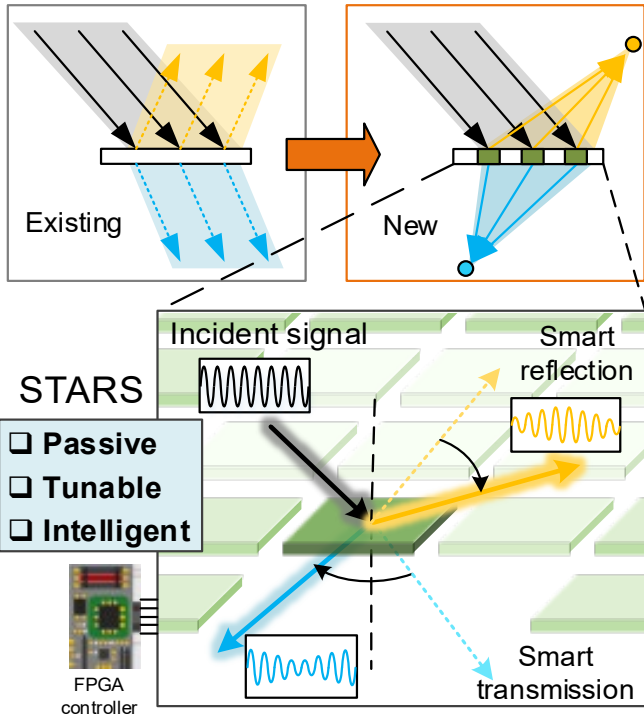 Existing
New
Incident signal
Smart
reflection
STARS
Passive
Tunable
Intelligent
FPGA
controller
Smart
transmission